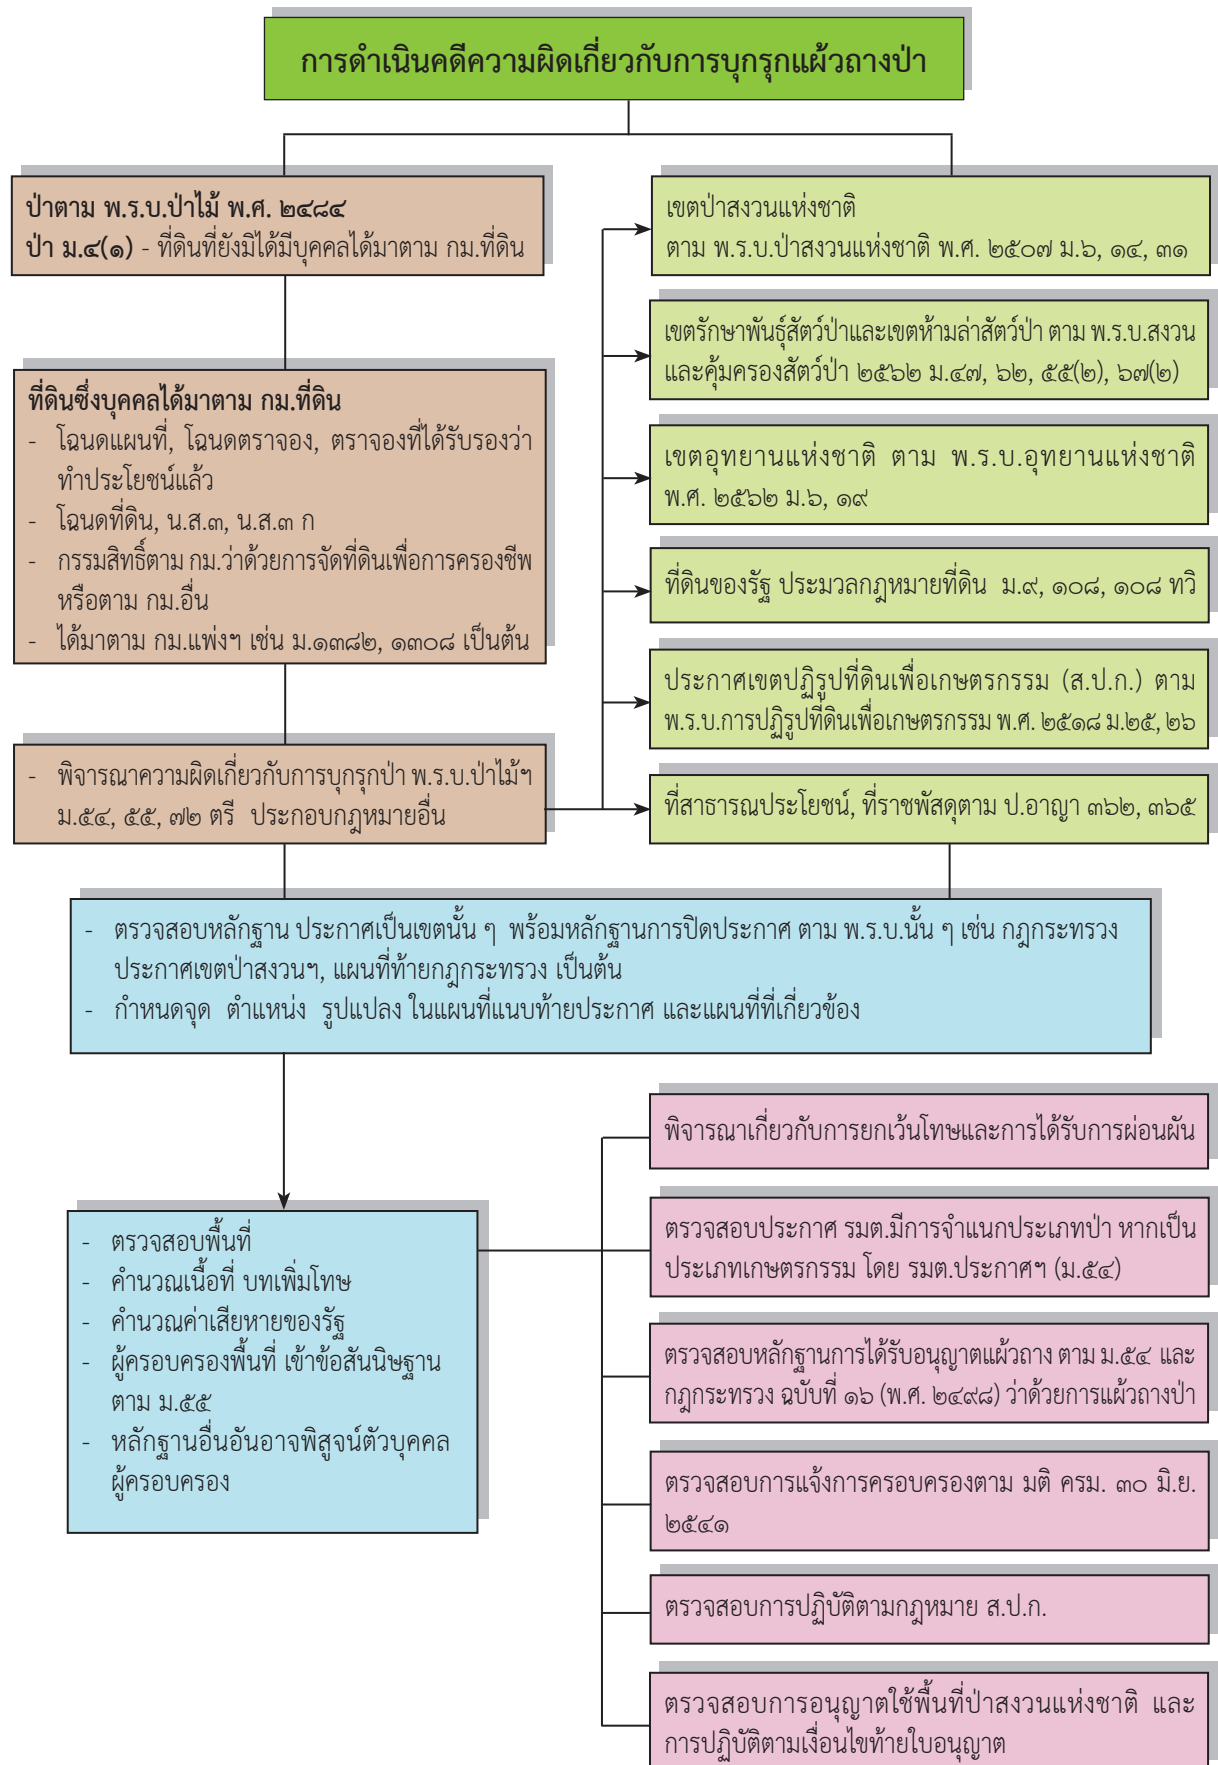 การดำเนินคดีความผิดเกี่ยวกับการบุกรุกแผ้วถางป่า
ป่าตาม พ.ร.บ.ป่าไม้ พ.ศ. ๒๔๘๔
ป่า ม.๔(๑) - ที่ดินที่ยังมิได้มีบุคคลได้มาตาม กม.ที่ดิน
ที่ดินซึ่งบุคคลได้มาตาม กม.ที่ดิน
- โฉนดแผนที่, โฉนดตราจอง, ตราจองที่ได้รับรองว่า
ทำประโยชน์แล้ว
- โฉนดที่ดิน, น.ส.๓, น.ส.๓ ก
- กรรมสิทธิ์ตาม กม.ว่าด้วยการจัดที่ดินเพื่อการครองชีพ
หรือตาม กม.อื่น
- ได้มาตาม กม.แพ่งฯ เช่น ม.๑๓๘๒, ๑๓๐๘ เป็นต้น
- พิจารณาความผิดเกี่ยวกับการบุกรุกป่า พ.ร.บ.ป่าไม้ฯ
ม.๕๔, ๕๕, ๗๒ ตรี ประกอบกฎหมายอื่น
เขตป่าสงวนแห่งชาติ
ตาม พ.ร.บ.ป่าสงวนแห่งชาติ พ.ศ. ๒๕๐๗ ม.๖, ๑๔, ๓๑
เขตรักษาพันธุ์สัตว์ป่าและเขตห้ามล่าสัตว์ป่า ตาม พ.ร.บ.สงวน
และคุ้มครองสัตว์ป่า ๒๕๖๒ ม.๔๗, ๖๒, ๕๕(๒), ๖๗(๒)
เขตอุทยานแห่งชาติ ตาม พ.ร.บ.อุทยานแห่งชาติ
พ.ศ. ๒๕๖๒ ม.๖, ๑๙
ที่ดินของรัฐ ประมวลกฎหมายที่ดิน ม.๙, ๑๐๘, ๑๐๘ ทวิ
ประกาศเขตปฏิรูปที่ดินเพื่อเกษตรกรรม (ส.ป.ก.) ตาม
พ.ร.บ.การปฏิรูปที่ดินเพื่อเกษตรกรรม พ.ศ. ๒๕๑๘ ม.๒๕, ๒๖
ที่สาธารณประโยชน์, ที่ราชพัสดุตาม ป.อาญา ๓๖๒, ๓๖๕
- ตรวจสอบหลักฐาน ประกาศเป็นเขตนั้น ๆ พร้อมหลักฐานการปิดประกาศ ตาม พ.ร.บ.นั้น ๆ เช่น กฎกระทรวง
ประกาศเขตป่าสงวนฯ, แผนที่ท้ายกฎกระทรวง เป็นต้น
- กำหนดจุด ตำแหน่ง รูปแปลง ในแผนที่แนบท้ายประกาศ และแผนที่ที่เกี่ยวข้อง
- ตรวจสอบพื้นที่
- คำนวณเนื้อที่ บทเพิ่มโทษ
- คำนวณค่าเสียหายของรัฐ
- ผู้ครอบครองพื้นที่ เข้าข้อสันนิษฐาน
ตาม ม.๕๕
- หลักฐานอื่นอันอาจพิสูจน์ตัวบุคคล
ผู้ครอบครอง
พิจารณาเกี่ยวกับการยกเว้นโทษและการได้รับการผ่อนผัน
ตรวจสอบประกาศ รมต.มีการจำแนกประเภทป่า หากเป็น
ประเภทเกษตรกรรม โดย รมต.ประกาศฯ (ม.๕๔)
ตรวจสอบหลักฐานการได้รับอนุญาตแผ้วถาง ตาม ม.๕๔ และ
กฎกระทรวง ฉบับที่ ๑๖ (พ.ศ. ๒๔๙๘) ว่าด้วยการแผ้วถางป่า
ตรวจสอบการแจ้งการครอบครองตาม มติ ครม. ๓๐ มิ.ย.
๒๕๔๑
ตรวจสอบการปฏิบัติตามกฎหมาย ส.ป.ก.
ตรวจสอบการอนุญาตใช้พื้นที่ป่าสงวนแห่งชาติ และ
การปฏิบัติตามเงื่อนไขท้ายใบอนุญาต